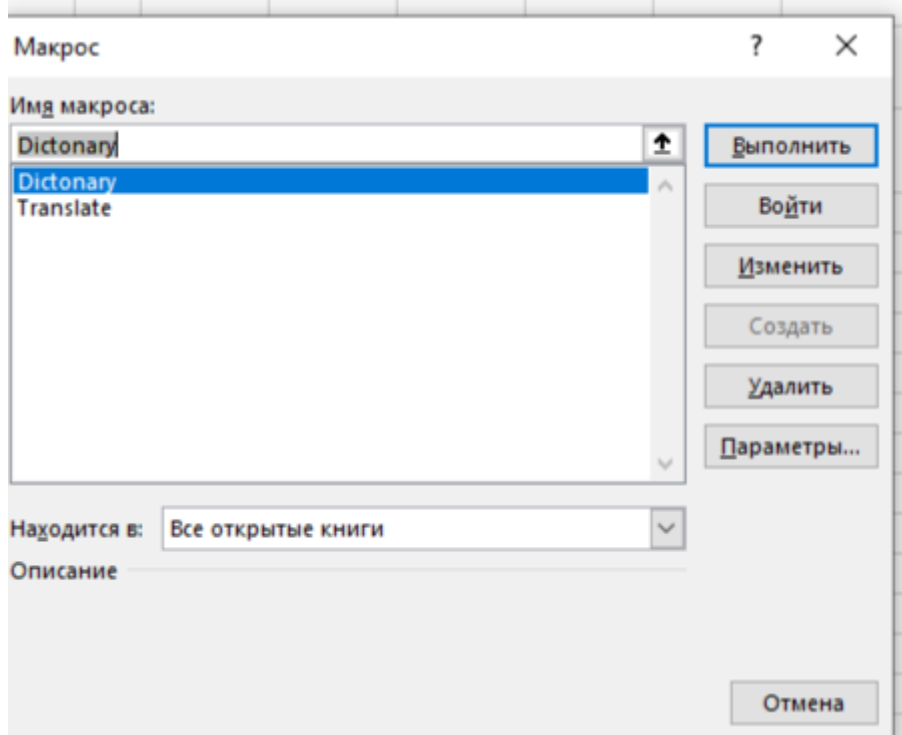 Макрос ?
Имя макроса:
Dictonary
Выполнить
Dictonary
Translate
Войти
Изменить
Создать
Удалить
Параметры...
Находится в: Все открытые книги
Описание
Отмена